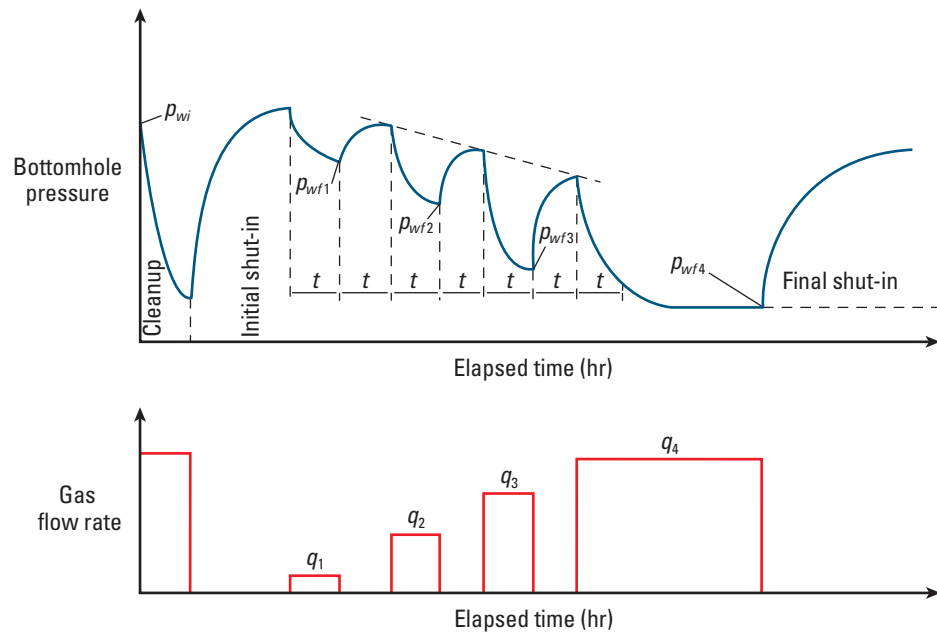 p_wi
Bottomhole
pressure
p_wf1
p_wf2
p_wf3
p_wf4
Cleanup
Initial shut-in
t t t t t t t
Final shut-in
Elapsed time (hr)
Gas
flow rate
q_1
q_2
q_3
q_4
Elapsed time (hr)